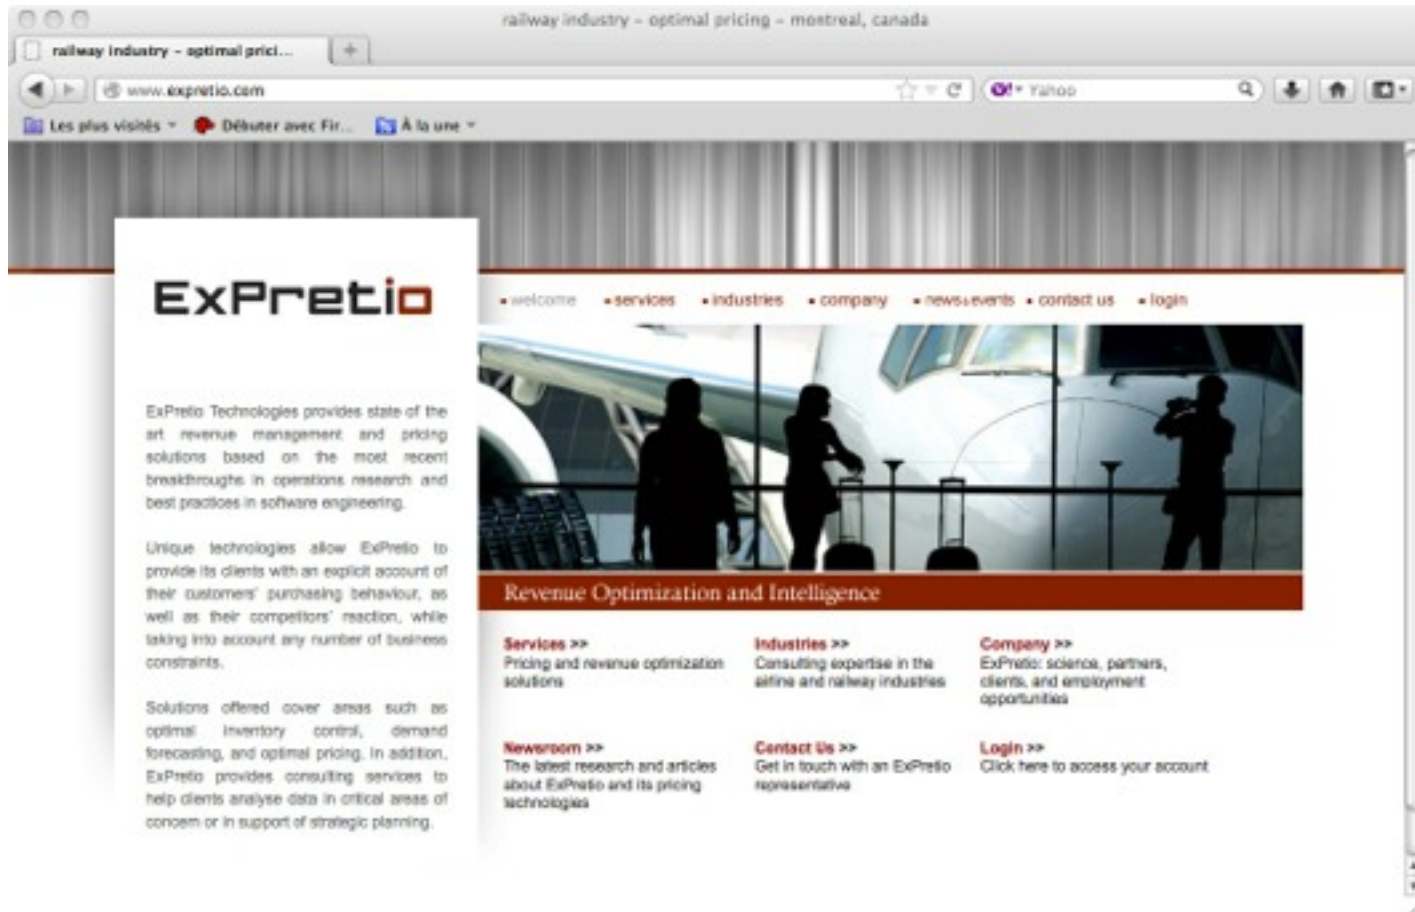 railway industry – optimal pricing – montreal, canada
railway industry – optimal prici...
www.expretio.com
Yahoo
Les plus visités
Débuter avec Fir...
À la une
ExPretio
welcome
services
industries
company
news&events
contact us
login
ExPretio Technologies provides state of the
art revenue management and pricing
solutions based on the most recent
breakthroughs in operations research and
best practices in software engineering.
Unique technologies allow ExPretio to
provide its clients with an explicit account of
their customers' purchasing behaviour, as
well as their competitors' reaction, while
taking into account any number of business
constraints.
Solutions offered cover areas such as
optimal inventory control, demand
forecasting, and optimal pricing. In addition,
ExPretio provides consulting services to
help clients analyse data in critical areas of
concern or in support of strategic planning.
Revenue Optimization and Intelligence
Services >>
Pricing and revenue optimization
solutions
Industries >>
Consulting expertise in the
airline and railway industries
Company >>
ExPretio: science, partners,
clients, and employment
opportunities
Newsroom >>
The latest research and articles
about ExPretio and its pricing
technologies
Contact Us >>
Get in touch with an ExPretio
representative
Login >>
Click here to access your account